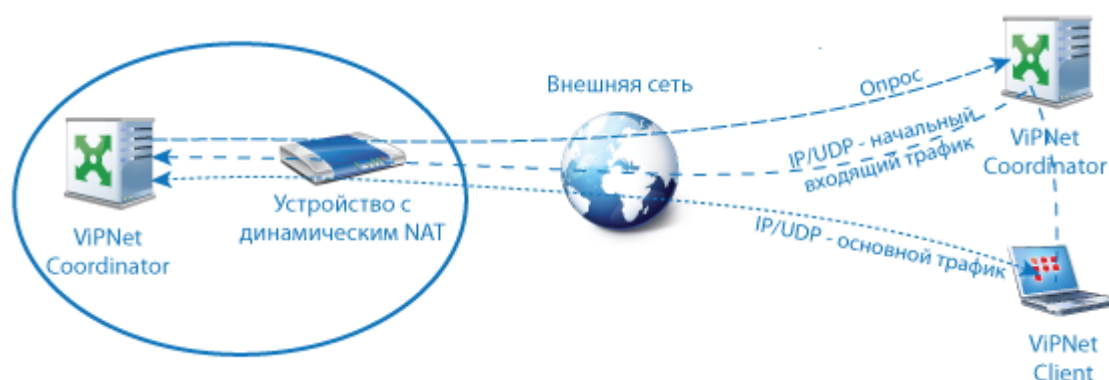 Внешняя сеть
Опрос
IP/UDP - начальный
входящий трафик
ViPNet
Coordinator
Устройство с
динамическим NAT
ViPNet
Coordinator
IP/UDP - основной трафик
ViPNet
Client